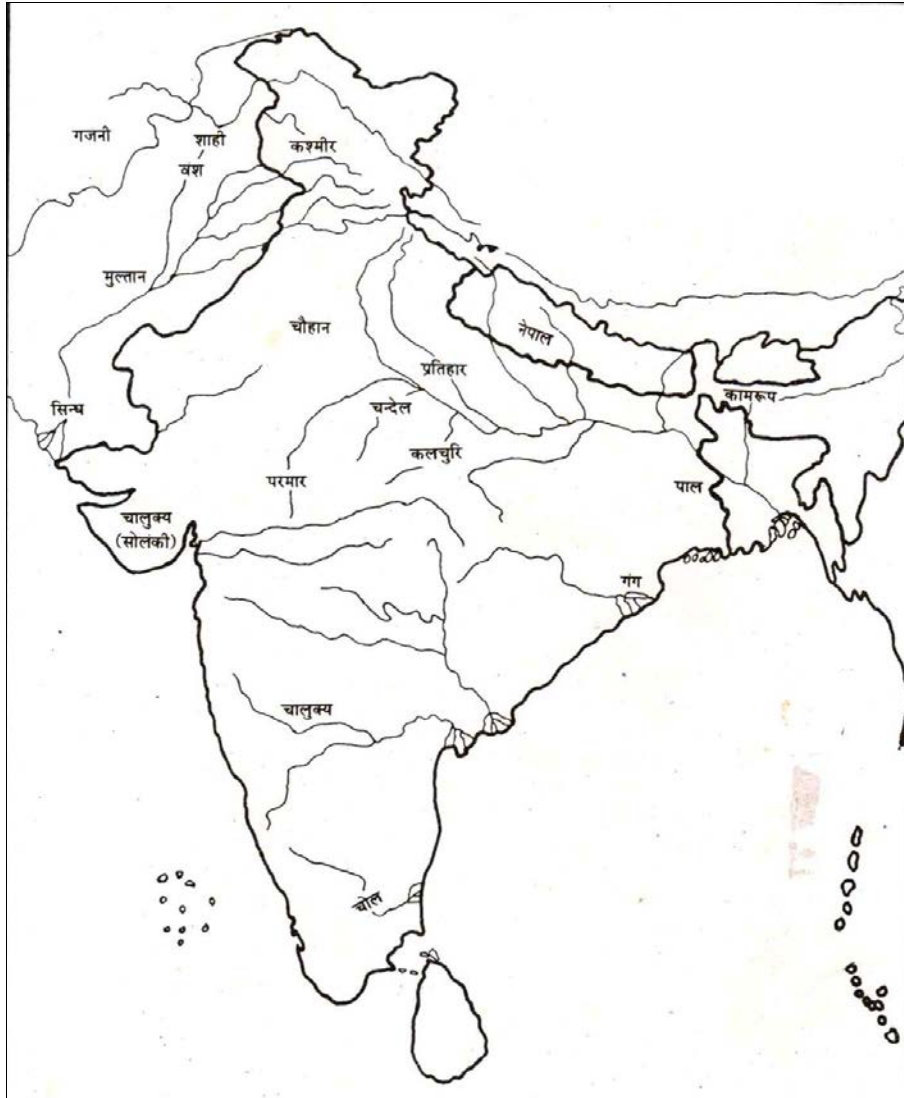 गजनी
शाही
वंश
कश्मीर
मुल्तान
चौहान
नेपाल
प्रतिहार
सिन्ध
चन्देल
कामरूप
कलचुरि
परमार
पाल
चालुक्य
(सोलंकी)
गंग
चालुक्य
चोल